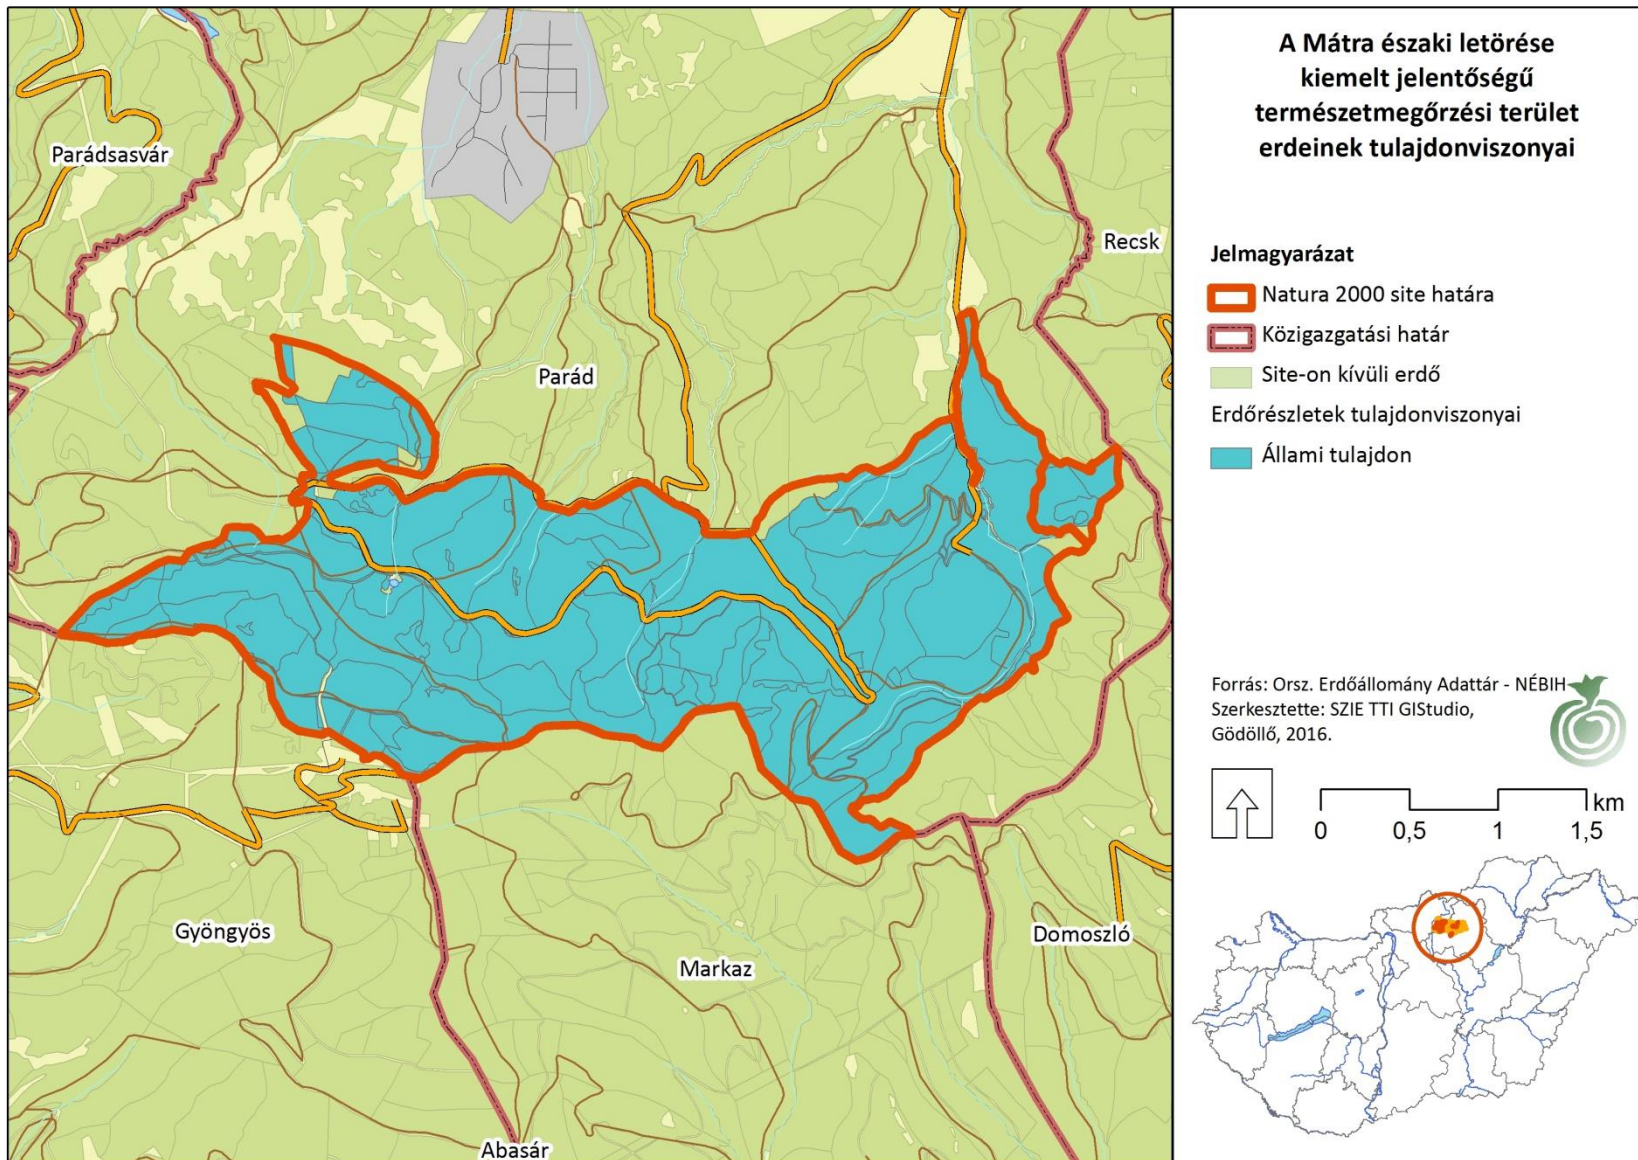 A Mátra északi letörése
kiemelt jelentőségű
természetmegőrzési terület
erdeinek tulajdonviszonyai
Parádsasvár
Recsk
Parád
Gyöngyös
Markaz
Domoszló
Abasár
Jelmagyarázat
Natura 2000 site határa
Közigazgatási határ
Site-on kívüli erdő
Erdőrészletek tulajdonviszonyai
Állami tulajdon
Forrás: Orsz. Erdőállomány Adattár - NÉBIH
Szerkesztette: SZIE TTI GIStudio,
Gödöllő, 2016.
km
0 0,5 1 1,5